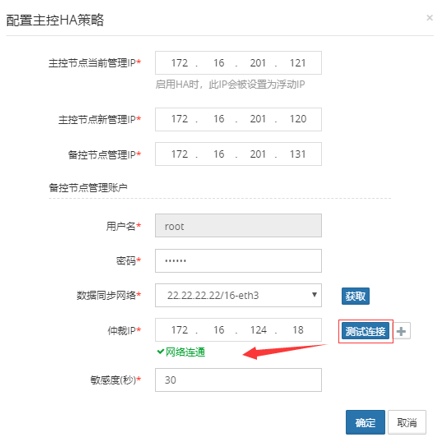 配置主控HA策略 ×
主控节点当前管理IP* 172 . 16 . 201 . 121
启用HA时，此IP会被设置为浮动IP
主控节点新管理IP* 172 . 16 . 201 . 120
备控节点管理IP* 172 . 16 . 201 . 131
备控节点管理账户
用户名* root
密码* ••••••
数据同步网络* 22.22.22.22/16-eth3 获取
仲裁IP* 172 . 16 . 124 . 18 测试连接 +
网络连通
敏感度(秒)* 30
确定 取消